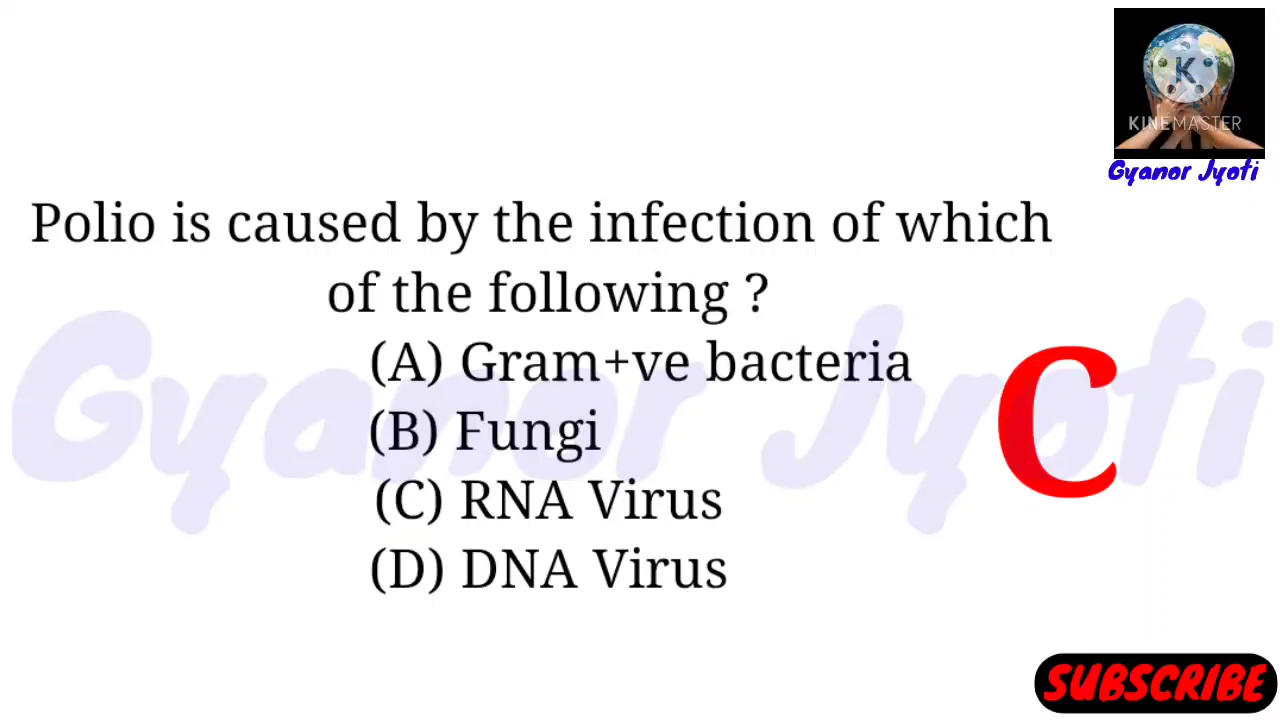 K
KINEMASTER
Gyanor Jyoti
Polio is caused by the infection of which
of the following ?
(A) Gram+ve bacteria
(B) Fungi
(C) RNA Virus
(D) DNA Virus
C
Gyanor Jyoti
SUBSCRIBE